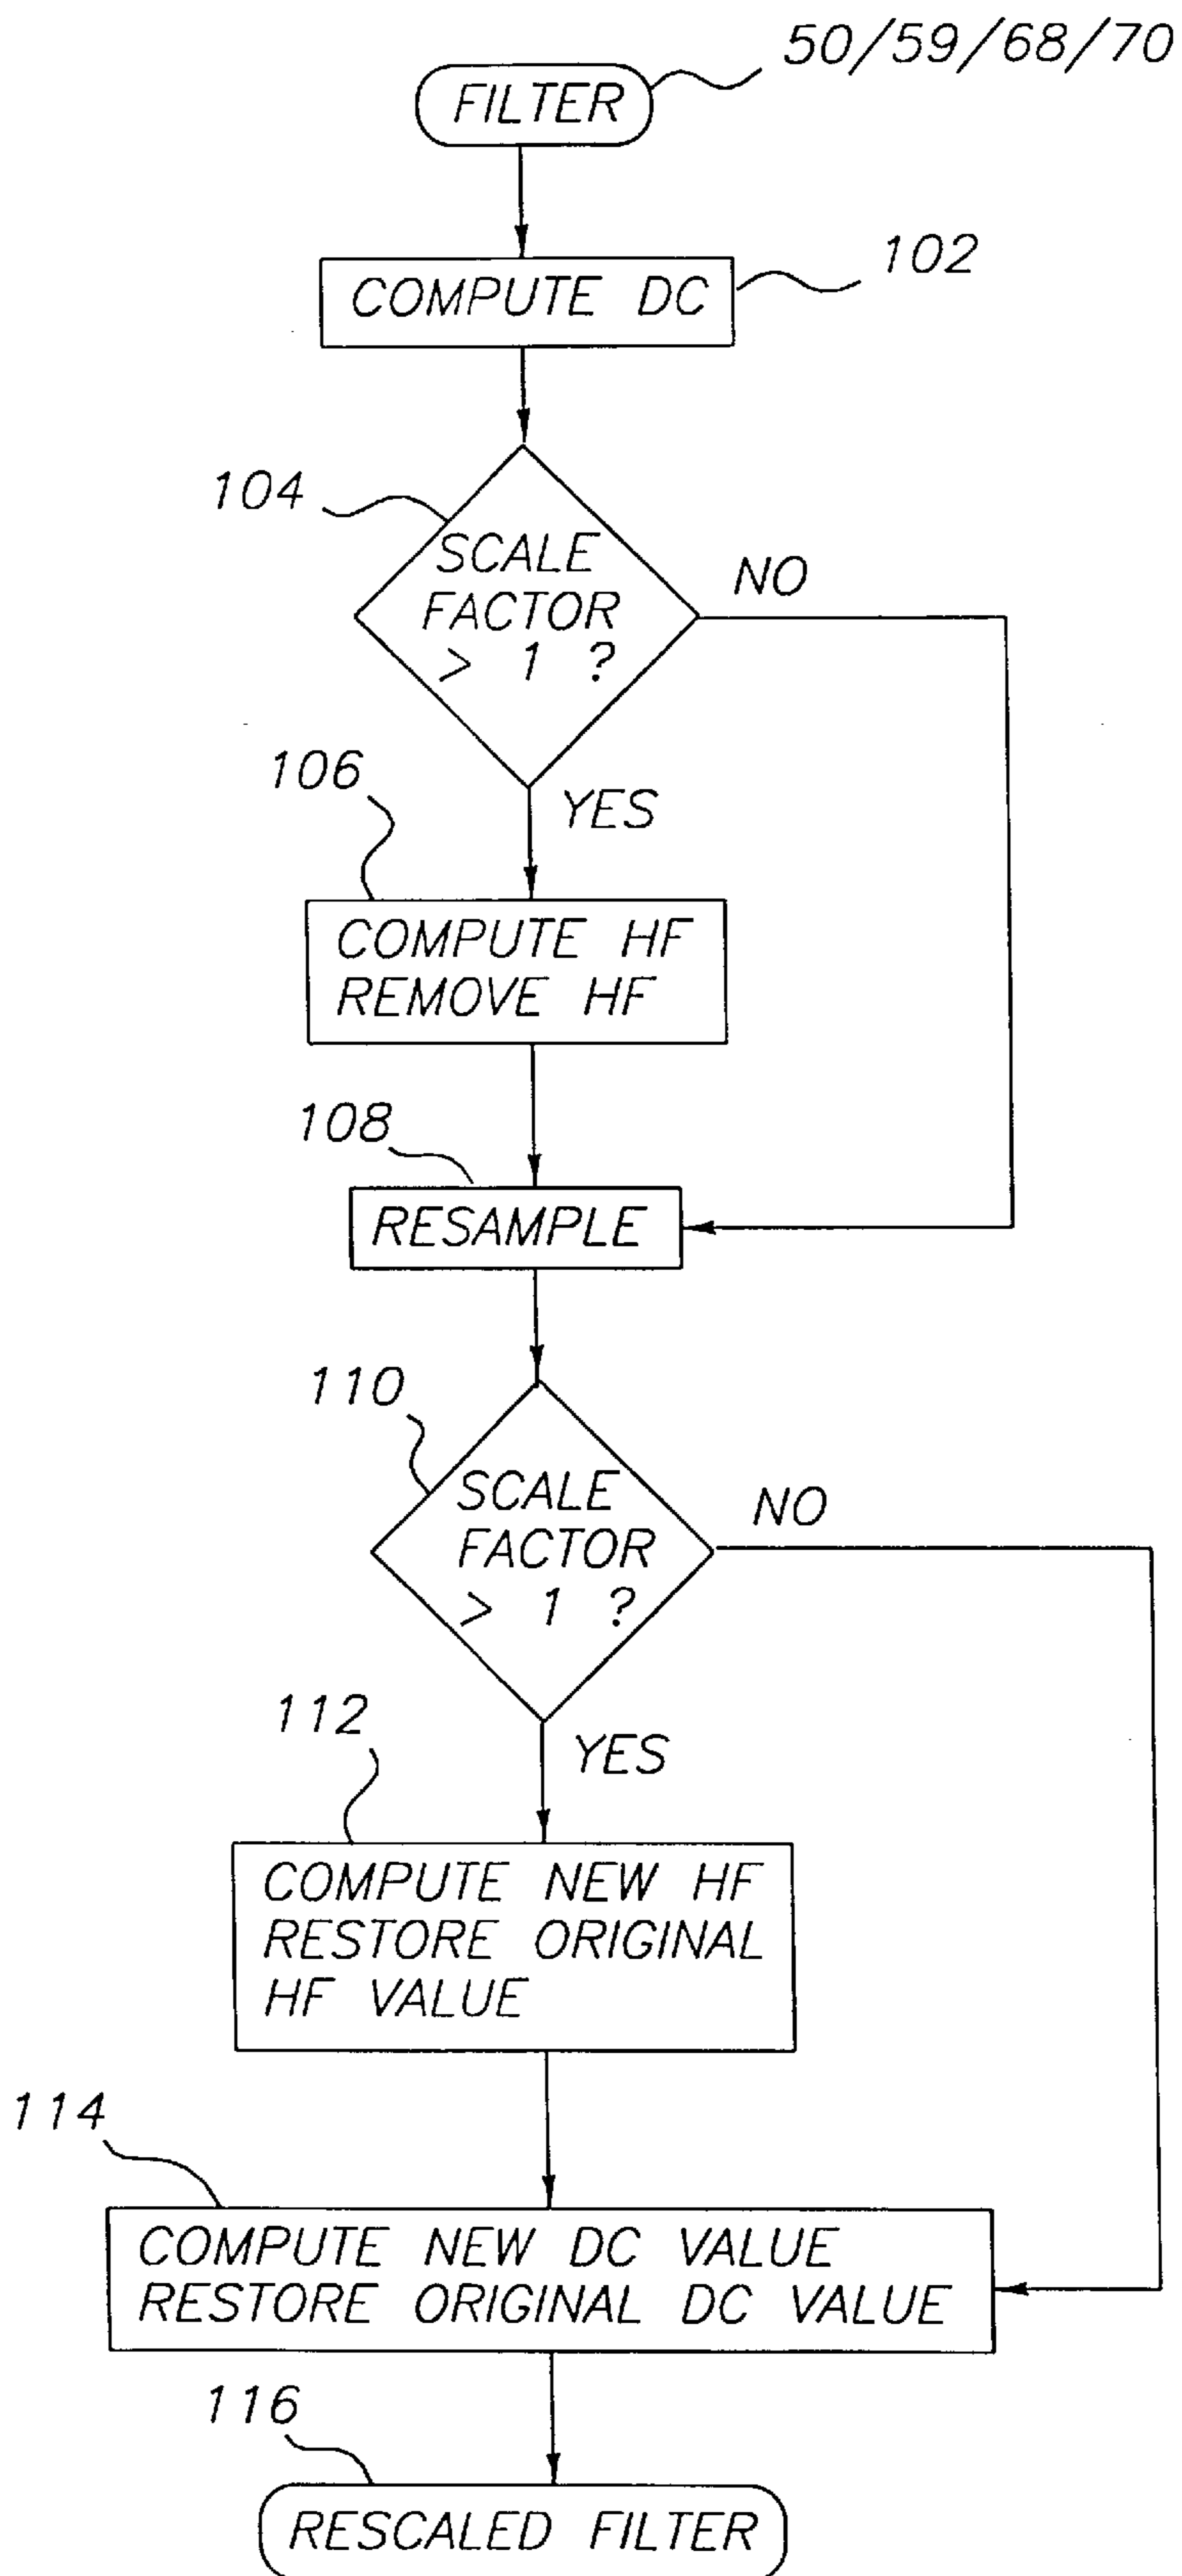 50/59/68/70
FILTER
102
COMPUTE DC
104
SCALE
FACTOR
> 1 ?
NO
106
YES
COMPUTE HF
REMOVE HF
108
RESAMPLE
110
SCALE
FACTOR
> 1 ?
NO
112
YES
COMPUTE NEW HF
RESTORE ORIGINAL
HF VALUE
114
COMPUTE NEW DC VALUE
RESTORE ORIGINAL DC VALUE
116
RESCALED FILTER